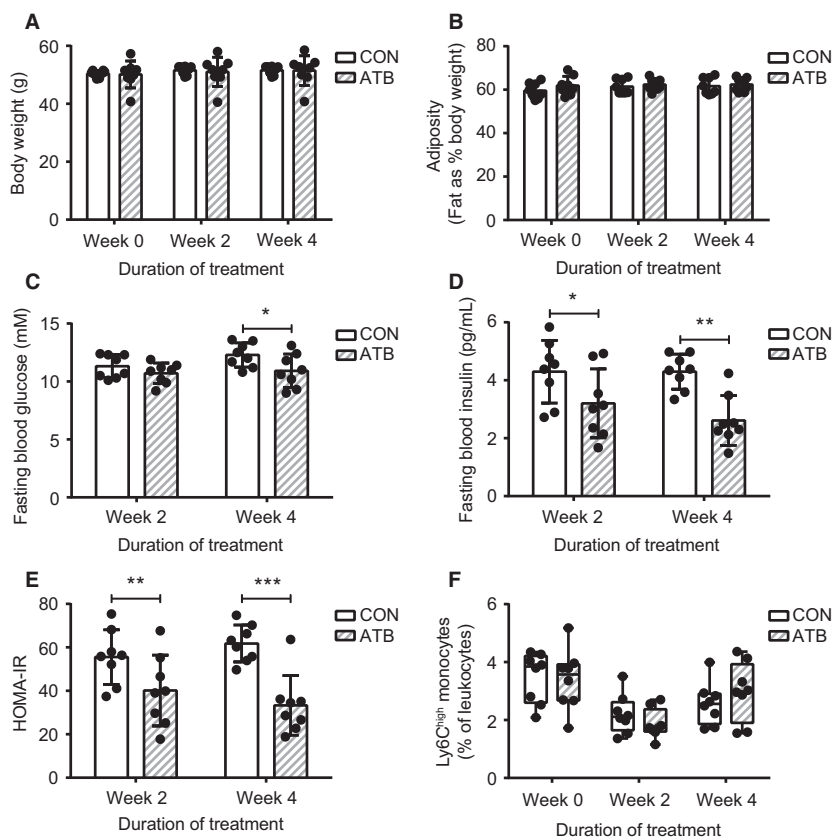 A
Body weight (g)
60
40
20
0
Week 0 Week 2 Week 4
Duration of treatment
CON
ATB
B
Adiposity
(Fat as % body weight)
80
60
40
20
0
Week 0 Week 2 Week 4
Duration of treatment
CON
ATB
C
Fasting blood glucose (mM)
15
10
5
0
*
Week 2 Week 4
Duration of treatment
CON
ATB
D
Fasting blood insulin (pg/mL)
6
4
2
0
* **
Week 2 Week 4
Duration of treatment
CON
ATB
E
HOMA-IR
80
60
40
20
0
** ***
Week 2 Week 4
Duration of treatment
CON
ATB
F
Ly6Chigh monocytes
(% of leukocytes)
6
4
2
0
Week 0 Week 2 Week 4
Duration of treatment
CON
ATB